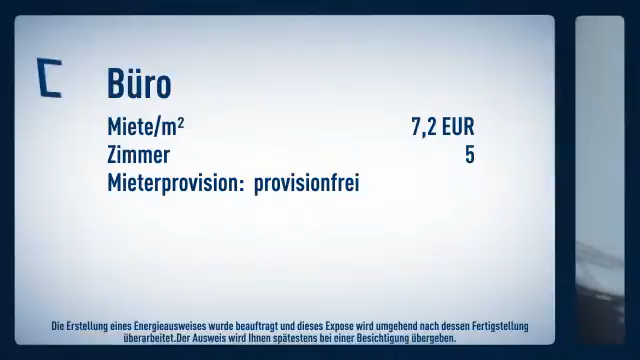 Büro
Miete/m² 7,2 EUR
Zimmer 5
Mieterprovision: provisionfrei
Die Erstellung eines Energieausweises wurde beauftragt und dieses Expose wird umgehend nach dessen Fertigstellung
überarbeitet.Der Ausweis wird Ihnen spätestens bei einer Besichtigung übergeben.